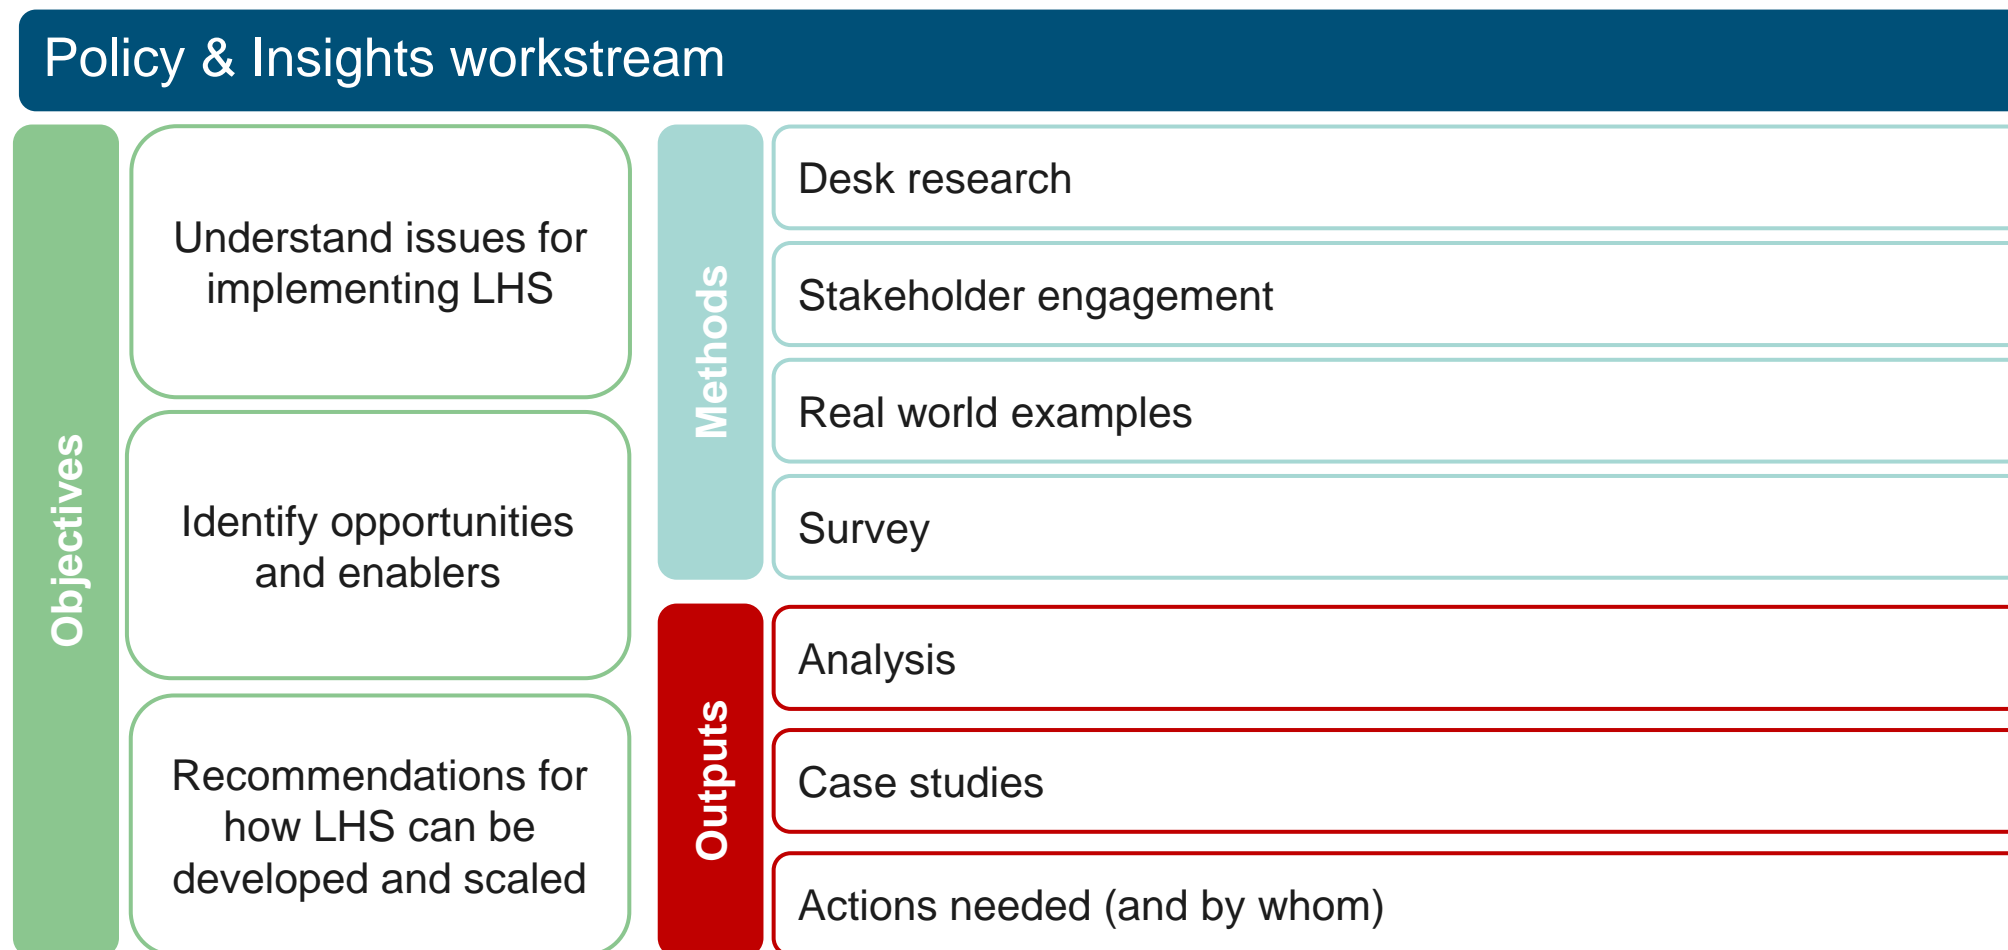 Policy & Insights workstream
Objectives
Understand issues for
implementing LHS
Identify opportunities
and enablers
Recommendations for
how LHS can be
developed and scaled
Methods
Desk research
Stakeholder engagement
Real world examples
Survey
Outputs
Analysis
Case studies
Actions needed (and by whom)